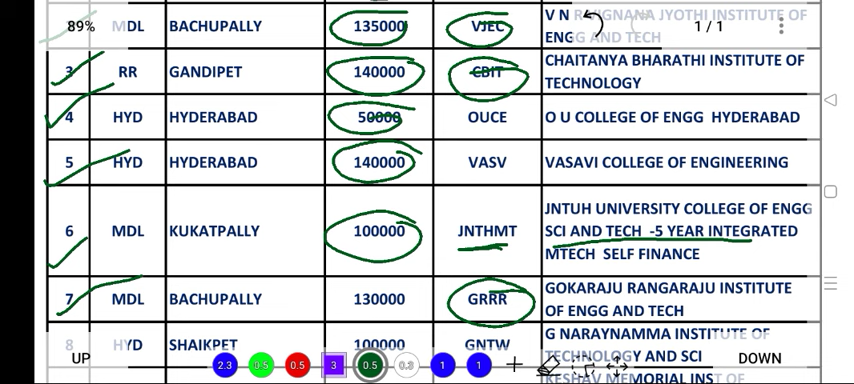 89% MDL BACHUPALLY 135000 VJEC V N R VIGNANA JYOTHI INSTITUTE OF
ENGG AND TECH
1 / 1
3 RR GANDIPET 140000 CBIT CHAITANYA BHARATHI INSTITUTE OF
TECHNOLOGY
4 HYD HYDERABAD 50000 OUCE O U COLLEGE OF ENGG HYDERABAD
5 HYD HYDERABAD 140000 VASV VASAVI COLLEGE OF ENGINEERING
6 MDL KUKATPALLY 100000 JNTHMT JNTUH UNIVERSITY COLLEGE OF ENGG
SCI AND TECH -5 YEAR INTEGRATED
MTECH SELF FINANCE
7 MDL BACHUPALLY 130000 GRRR GOKARAJU RANGARAJU INSTITUTE
OF ENGG AND TECH
8 HYD SHAIKPET 100000 GNTW G NARAYNAMMA INSTITUTE OF
TECHNOLOGY AND SCI
KESHAV MEMORIAL INST OF
UP 2.3 0.5 0.5 3 0.5 0.3 1 1 DOWN